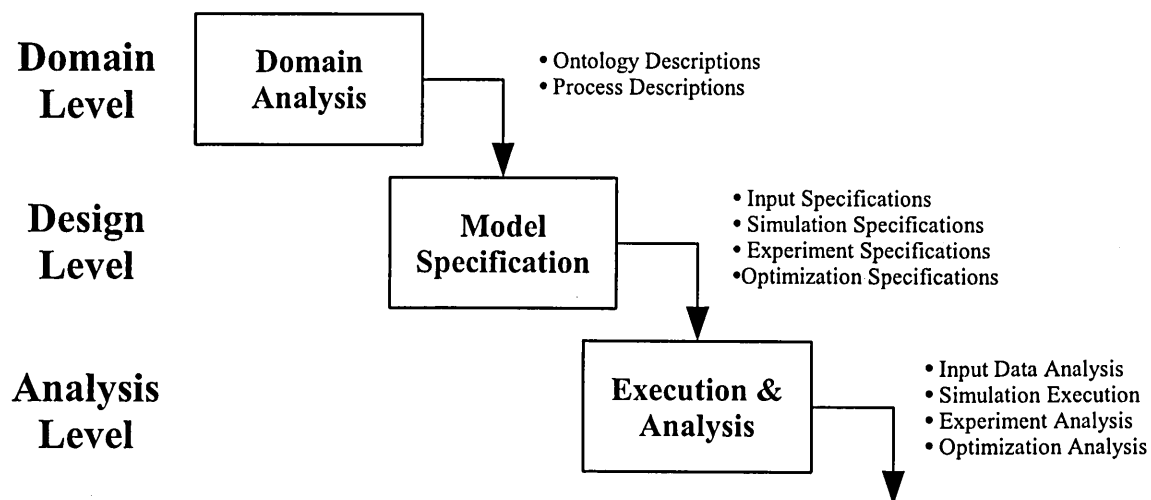 Domain
Level
Domain
Analysis
• Ontology Descriptions
• Process Descriptions
Design
Level
Model
Specification
• Input Specifications
• Simulation Specifications
• Experiment Specifications
•Optimization Specifications
Analysis
Level
Execution &
Analysis
• Input Data Analysis
• Simulation Execution
• Experiment Analysis
• Optimization Analysis